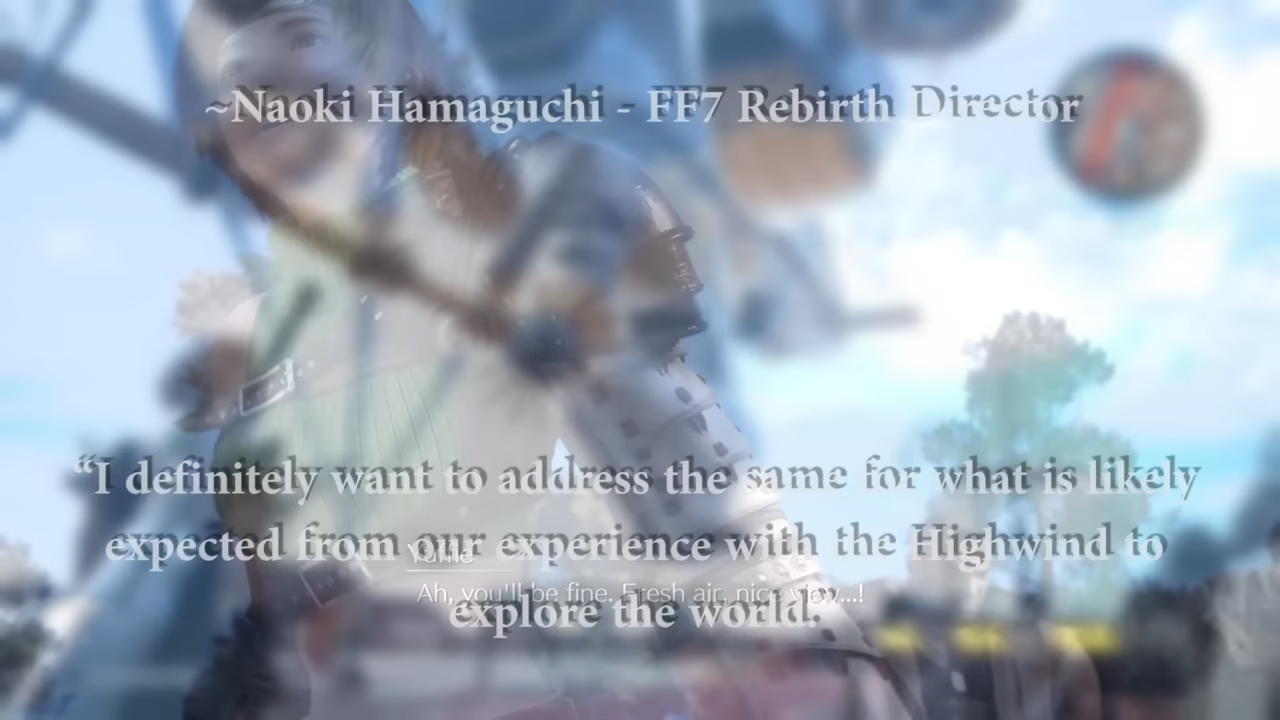 ~Naoki Hamaguchi - FF7 Rebirth Director
“I definitely want to address the same for what is likely
expected from our experience with the Highwind to
Yuffie
Ah, you'll be fine. Fresh air, nice view...!
explore the world.”